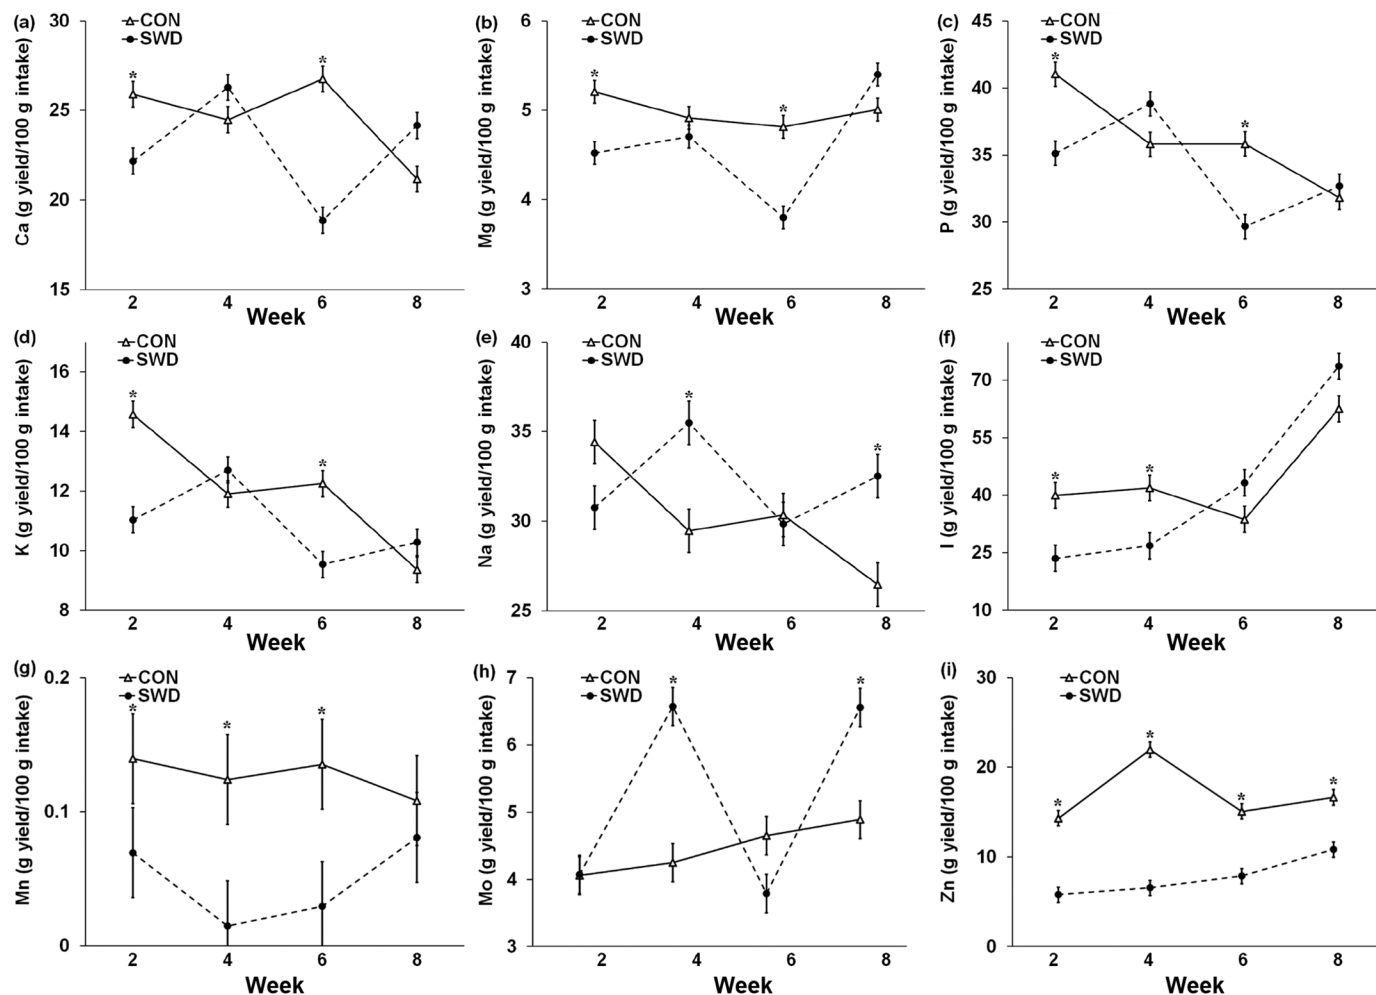 (a)
CON
SWD
Ca (g yield/100 g intake)
30
25
20
15
*
*
2 4 6 8
Week
(b)
CON
SWD
Mg (g yield/100 g intake)
6
5
4
3
*
*
2 4 6 8
Week
(c)
CON
SWD
P (g yield/100 g intake)
45
40
35
30
25
*
*
2 4 6 8
Week
(d)
CON
SWD
K (g yield/100 g intake)
16
14
12
10
8
*
*
2 4 6 8
Week
(e)
CON
SWD
Na (g yield/100 g intake)
40
35
30
25
*
*
2 4 6 8
Week
(f)
CON
SWD
I (g yield/100 g intake)
70
55
40
25
10
*
*
2 4 6 8
Week
(g)
CON
SWD
Mn (g yield/100 g intake)
0.2
0.1
0
*
*
*
2 4 6 8
Week
(h)
CON
SWD
Mo (g yield/100 g intake)
7
6
5
4
3
*
*
2 4 6 8
Week
(i)
CON
SWD
Zn (g yield/100 g intake)
30
20
10
0
*
*
*
*
2 4 6 8
Week